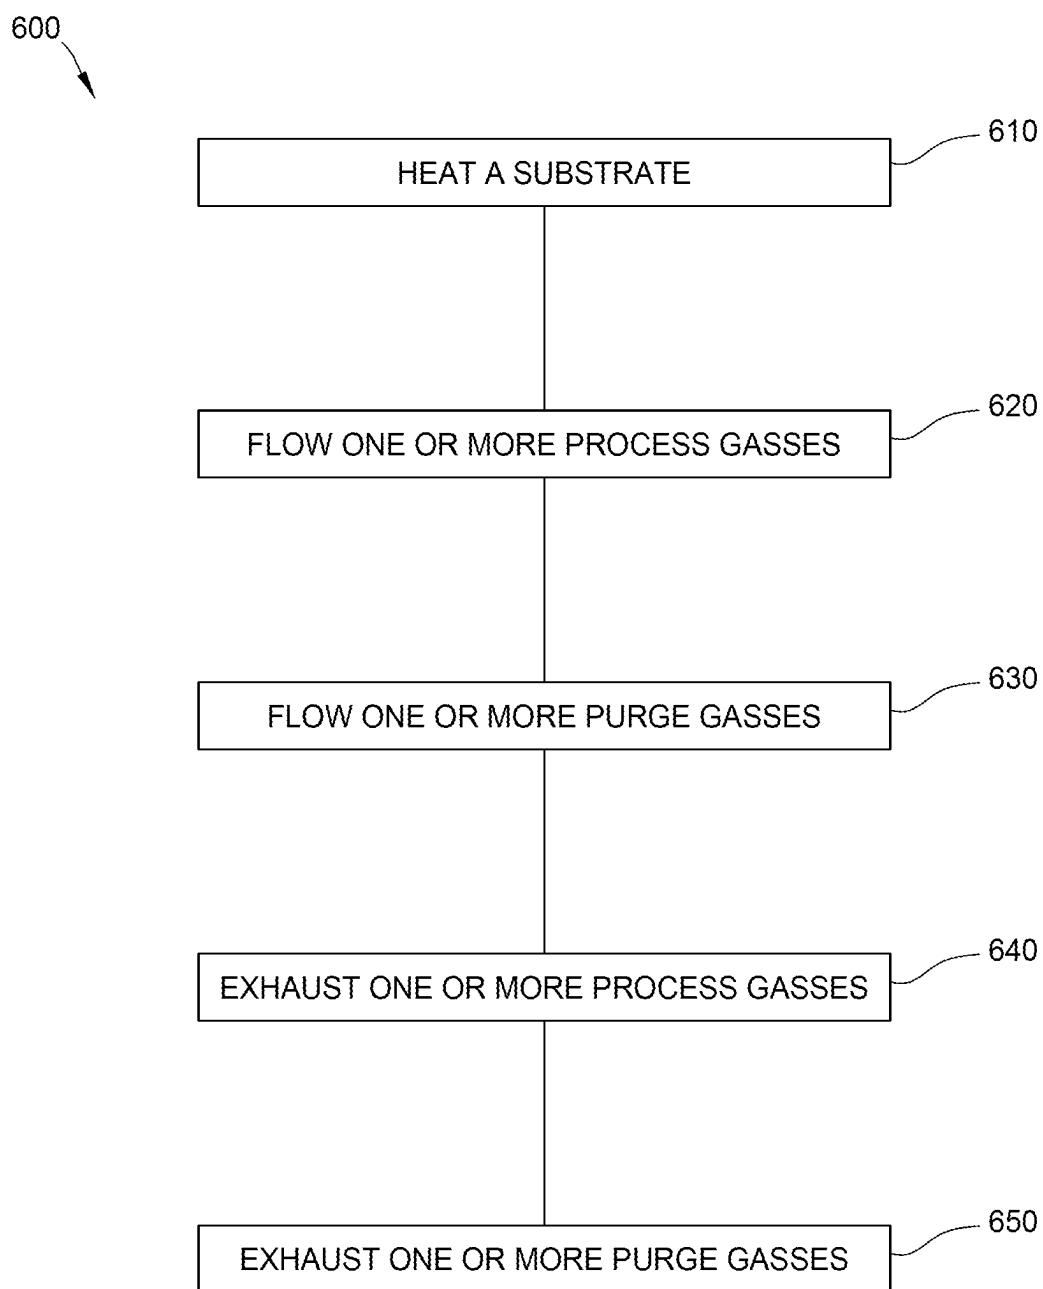 600
610
HEAT A SUBSTRATE
620
FLOW ONE OR MORE PROCESS GASSES
630
FLOW ONE OR MORE PURGE GASSES
640
EXHAUST ONE OR MORE PROCESS GASSES
650
EXHAUST ONE OR MORE PURGE GASSES